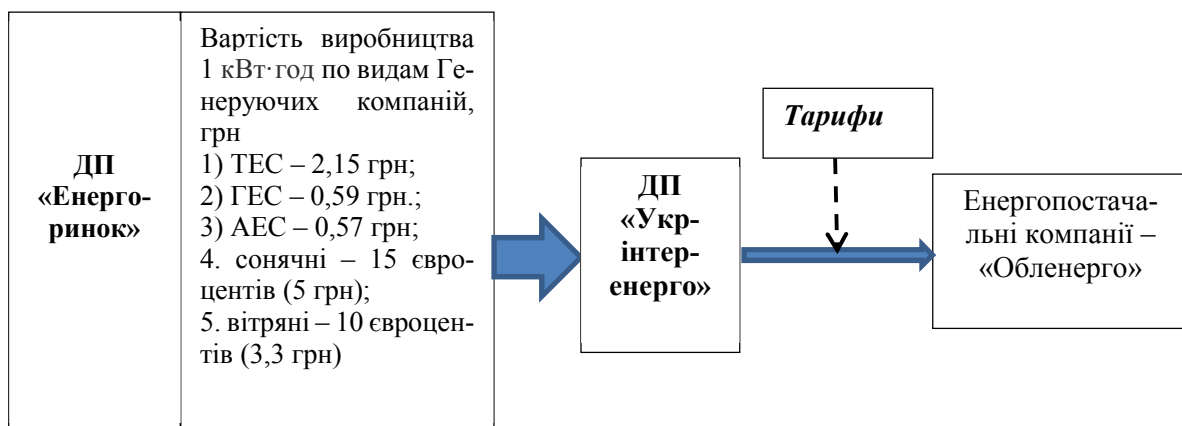 ДП
«Енерго-
ринок»
Вартість виробництва
1 кВт·год по видам Ге-
неруючих компаній,
грн
1) ТЕС – 2,15 грн;
2) ГЕС – 0,59 грн.;
3) АЕС – 0,57 грн;
4. сонячні – 15 євро-
центів (5 грн);
5. вітряні – 10 євроцен-
тів (3,3 грн)
ДП
«Укр-
інтер-
енерго»
Тарифи
Енергопостача-
льні компанії –
«Обленерго»